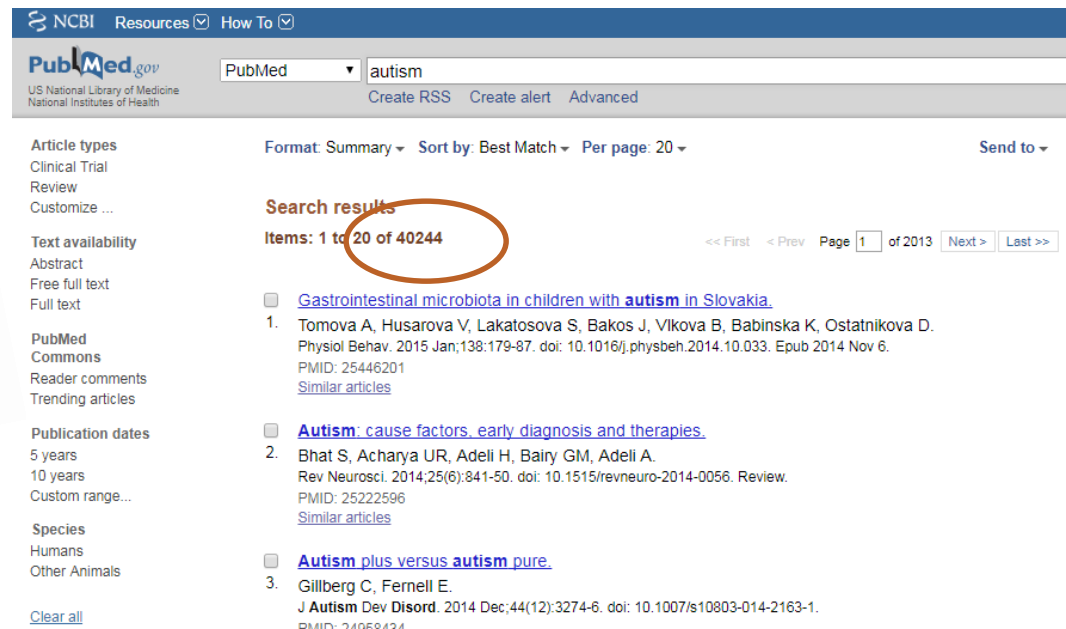 NCBI Resources How To
PubMed.gov
US National Library of Medicine
National Institutes of Health
PubMed autism
Create RSS Create alert Advanced
Article types
Clinical Trial
Review
Customize ...
Text availability
Abstract
Free full text
Full text
PubMed
Commons
Reader comments
Trending articles
Publication dates
5 years
10 years
Custom range...
Species
Humans
Other Animals
Clear all
Format: Summary Sort by: Best Match Per page: 20 Send to
Search results
Items: 1 to 20 of 40244
<< First < Prev Page 1 of 2013 Next > Last >>
Gastrointestinal microbiota in children with autism in Slovakia.
1. Tomova A, Husarova V, Lakatosova S, Bakos J, Vlkova B, Babinska K, Ostatnikova D.
Physiol Behav. 2015 Jan;138:179-87. doi: 10.1016/j.physbeh.2014.10.033. Epub 2014 Nov 6.
PMID: 25446201
Similar articles
Autism: cause factors, early diagnosis and therapies.
2. Bhat S, Acharya UR, Adeli H, Bairy GM, Adeli A.
Rev Neurosci. 2014;25(6):841-50. doi: 10.1515/revneuro-2014-0056. Review.
PMID: 25222596
Similar articles
Autism plus versus autism pure.
3. Gillberg C, Fernell E.
J Autism Dev Disord. 2014 Dec;44(12):3274-6. doi: 10.1007/s10803-014-2163-1.
PMID: 24958434